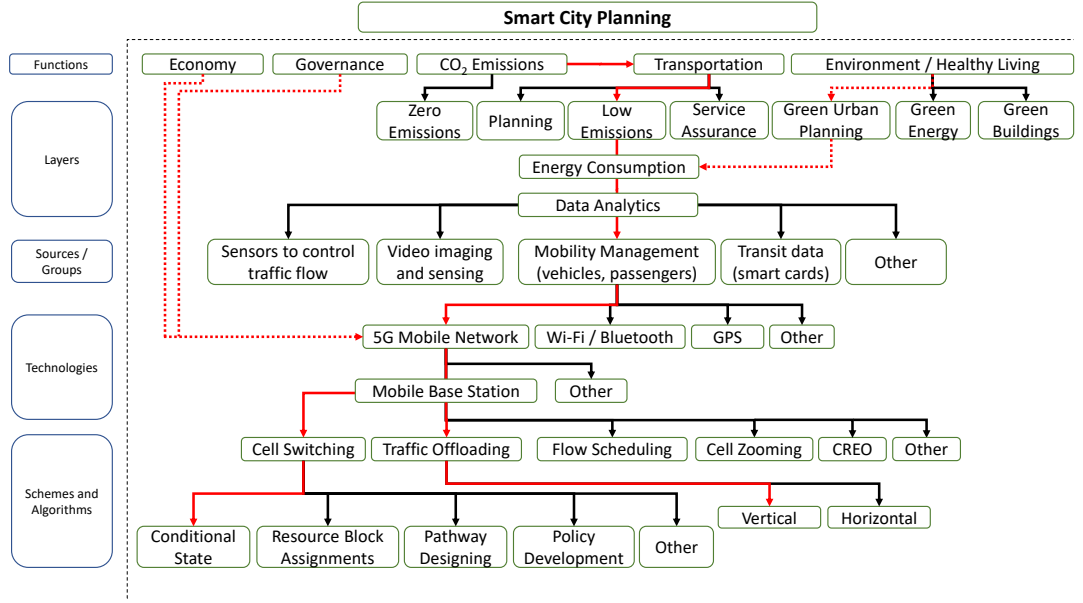 Smart City Planning
Functions
Economy
Governance
CO₂ Emissions
Transportation
Environment / Healthy Living
Layers
Zero
Emissions
Planning
Low
Emissions
Service
Assurance
Green Urban
Planning
Green
Energy
Green
Buildings
Energy Consumption
Data Analytics
Sources /
Groups
Sensors to control
traffic flow
Video imaging
and sensing
Mobility Management
(vehicles, passengers)
Transit data
(smart cards)
Other
Technologies
5G Mobile Network
Wi-Fi / Bluetooth
GPS
Other
Mobile Base Station
Other
Schemes and
Algorithms
Cell Switching
Traffic Offloading
Flow Scheduling
Cell Zooming
CREO
Other
Vertical
Horizontal
Conditional
State
Resource Block
Assignments
Pathway
Designing
Policy
Development
Other